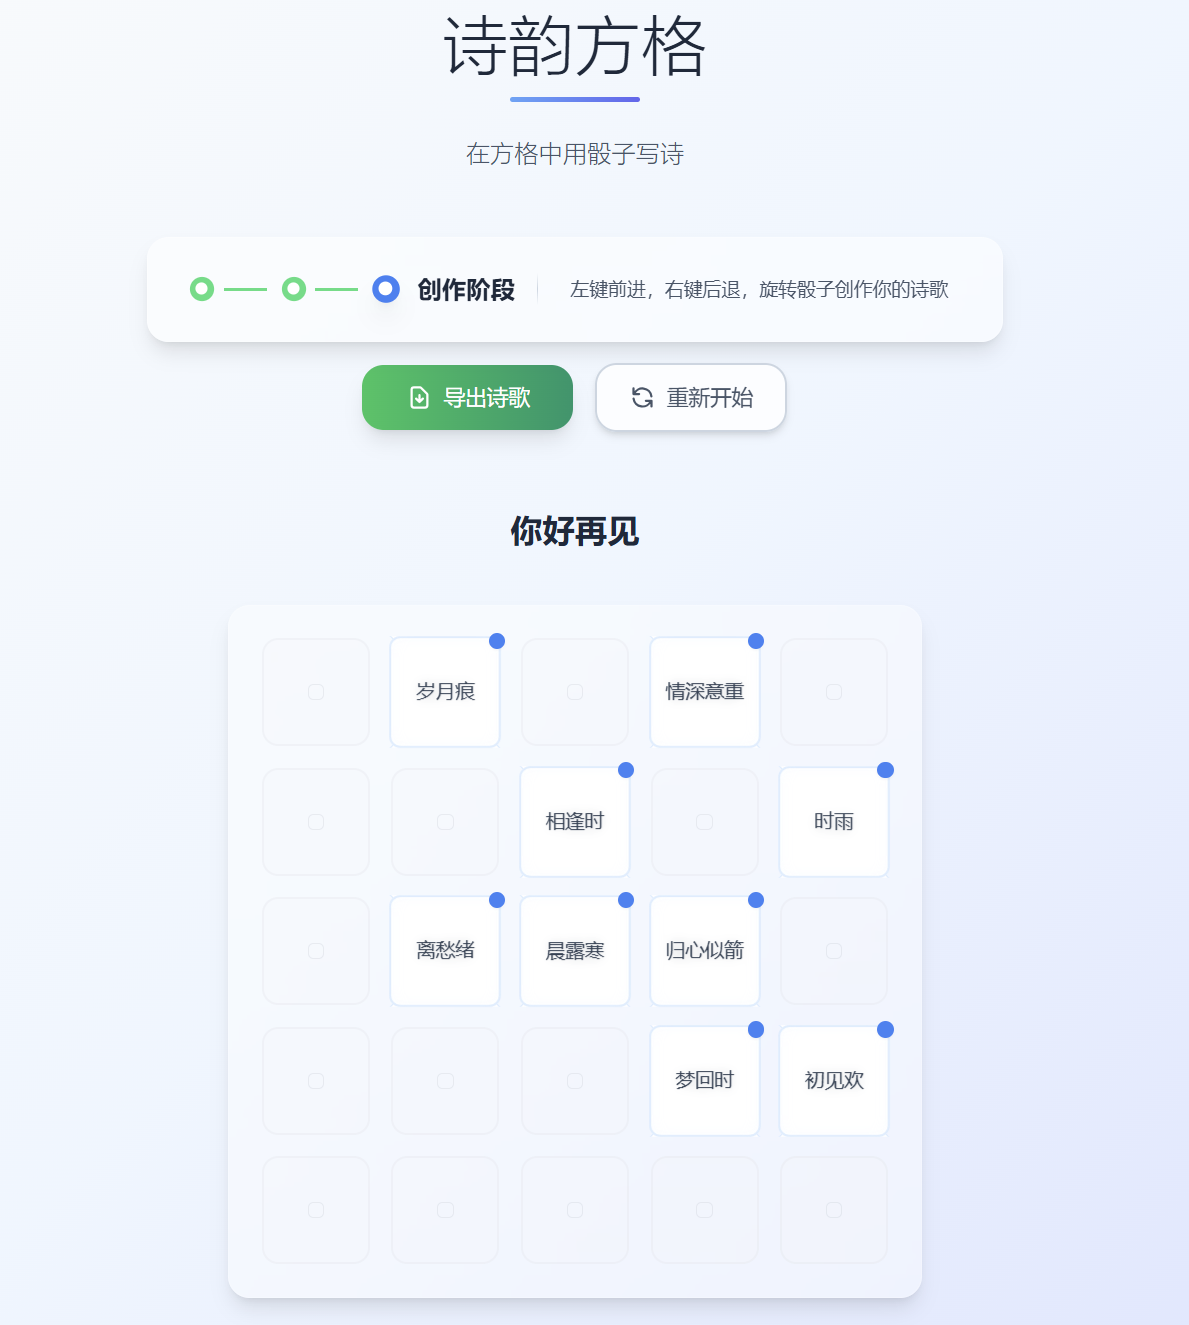 诗韵方格
在方格中用骰子写诗
创作阶段 左键前进，右键后退，旋转骰子创作你的诗歌
导出诗歌 重新开始
你好再见
岁月痕 情深意重
相逢时 时雨
离愁绪 晨露寒 归心似箭
梦回时 初见欢